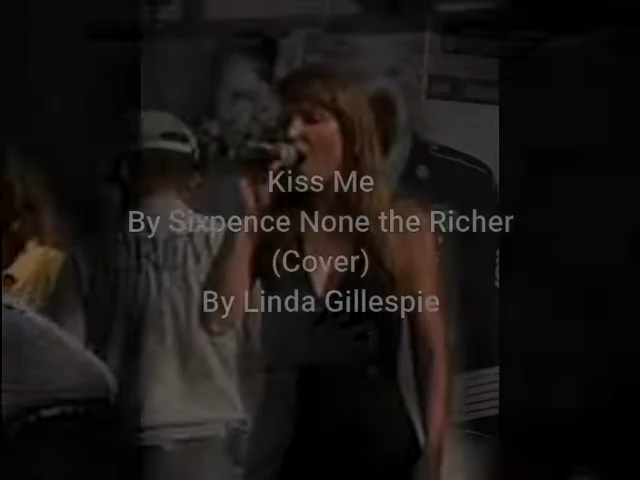 Kiss Me
By Sixpence None the Richer
(Cover)
By Linda Gillespie